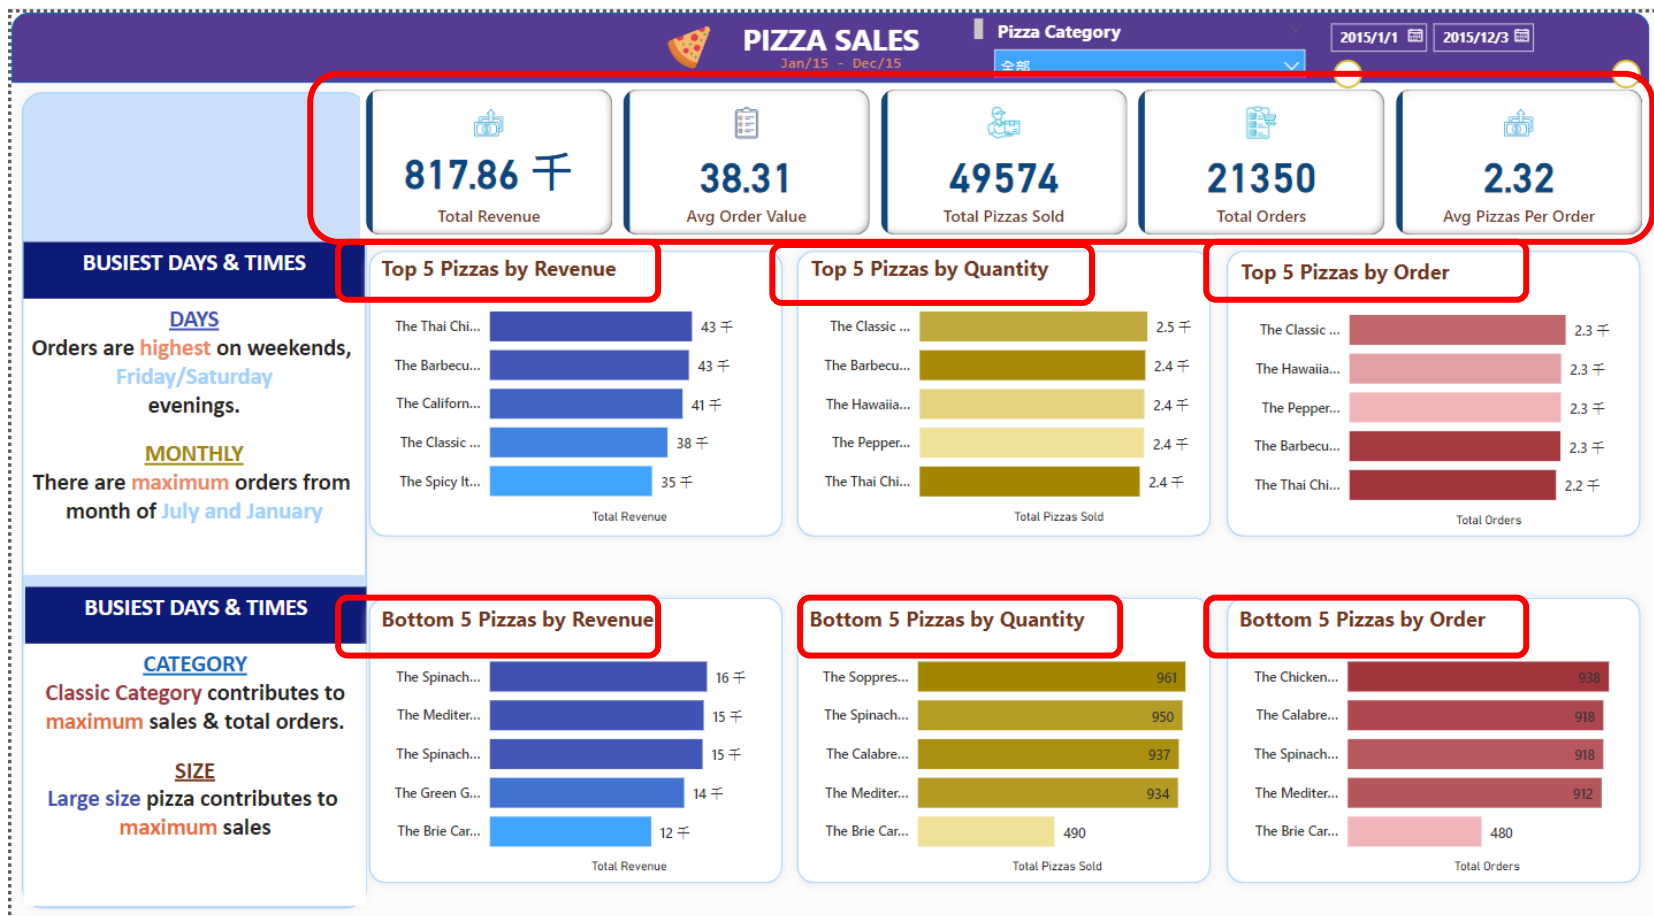 PIZZA SALES
Jan/15 - Dec/15
Pizza Category
全部
2015/1/1
2015/12/3
817.86 千
Total Revenue
38.31
Avg Order Value
49574
Total Pizzas Sold
21350
Total Orders
2.32
Avg Pizzas Per Order
BUSIEST DAYS & TIMES
DAYS
Orders are highest on weekends,
Friday/Saturday
evenings.
MONTHLY
There are maximum orders from
month of July and January
Top 5 Pizzas by Revenue
The Thai Chi... 43 千
The Barbecu... 43 千
The Californ... 41 千
The Classic ... 38 千
The Spicy It... 35 千
Total Revenue
Top 5 Pizzas by Quantity
The Classic ... 2.5 千
The Barbecu... 2.4 千
The Hawaiia... 2.4 千
The Pepper... 2.4 千
The Thai Chi... 2.4 千
Total Pizzas Sold
Top 5 Pizzas by Order
The Classic ... 2.3 千
The Hawaiia... 2.3 千
The Pepper... 2.3 千
The Barbecu... 2.3 千
The Thai Chi... 2.2 千
Total Orders
BUSIEST DAYS & TIMES
CATEGORY
Classic Category contributes to
maximum sales & total orders.
SIZE
Large size pizza contributes to
maximum sales
Bottom 5 Pizzas by Revenue
The Spinach... 16 千
The Mediter... 15 千
The Spinach... 15 千
The Green G... 14 千
The Brie Car... 12 千
Total Revenue
Bottom 5 Pizzas by Quantity
The Soppres... 961
The Spinach... 950
The Calabre... 937
The Mediter... 934
The Brie Car... 490
Total Pizzas Sold
Bottom 5 Pizzas by Order
The Chicken... 938
The Calabre... 918
The Spinach... 918
The Mediter... 912
The Brie Car... 480
Total Orders